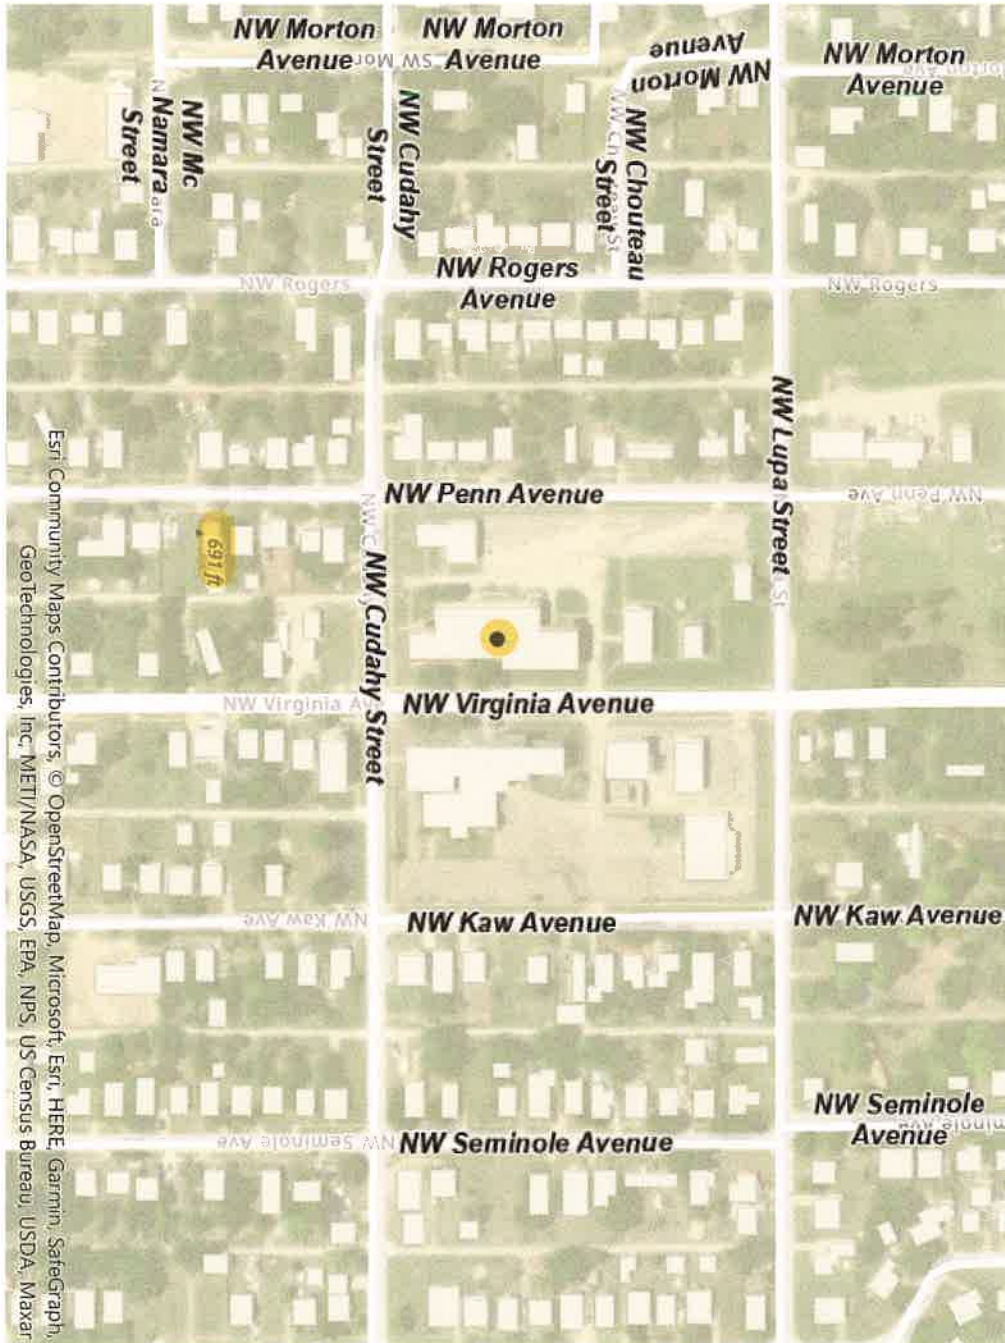 NW Morton
Avenue
NW Morton
Avenue
NW Morton
Avenue
NW Morton
Avenue
SW Mor
NW Mc
Namara
Street
NW Cudahy
Street
NW Chouteau
Street
NW Rogers
NW Rogers
Avenue
NW Rogers
NW Lupa Street
St
NW Penn Avenue
NW Penn Ave
691 ft
NW Cudahy Street
NW Virginia Av
NW Virginia Avenue
NW Kaw Ave
NW Kaw Avenue
NW Kaw Avenue
NW Seminole
Avenue
NW Seminole Ave
NW Seminole Avenue
Esri Community Maps Contributors, © OpenStreetMap, Microsoft, Esri, HERE, Garmin, SafeGraph,
GeoTechnologies, Inc, METI/NASA, USGS, EPA, NPS, US Census Bureau, USDA, Maxar